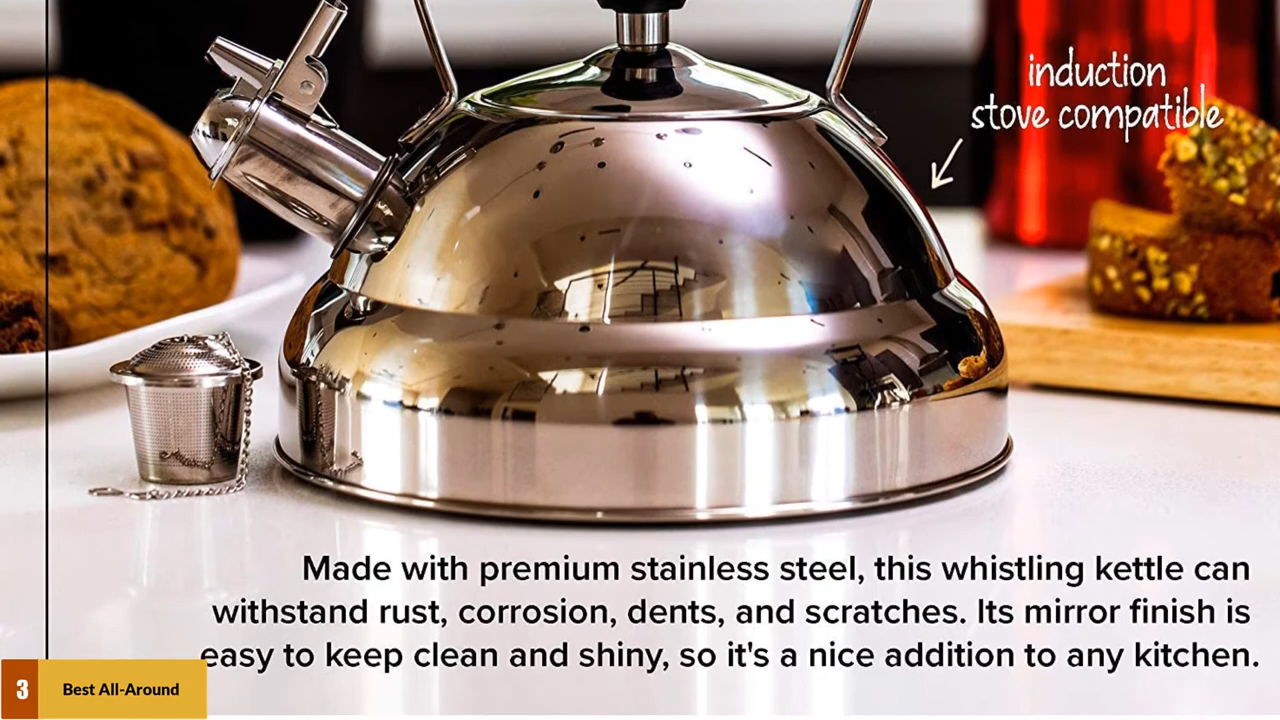 induction
stove compatible
Made with premium stainless steel, this whistling kettle can
withstand rust, corrosion, dents, and scratches. Its mirror finish is
easy to keep clean and shiny, so it's a nice addition to any kitchen.
3 Best All-Around